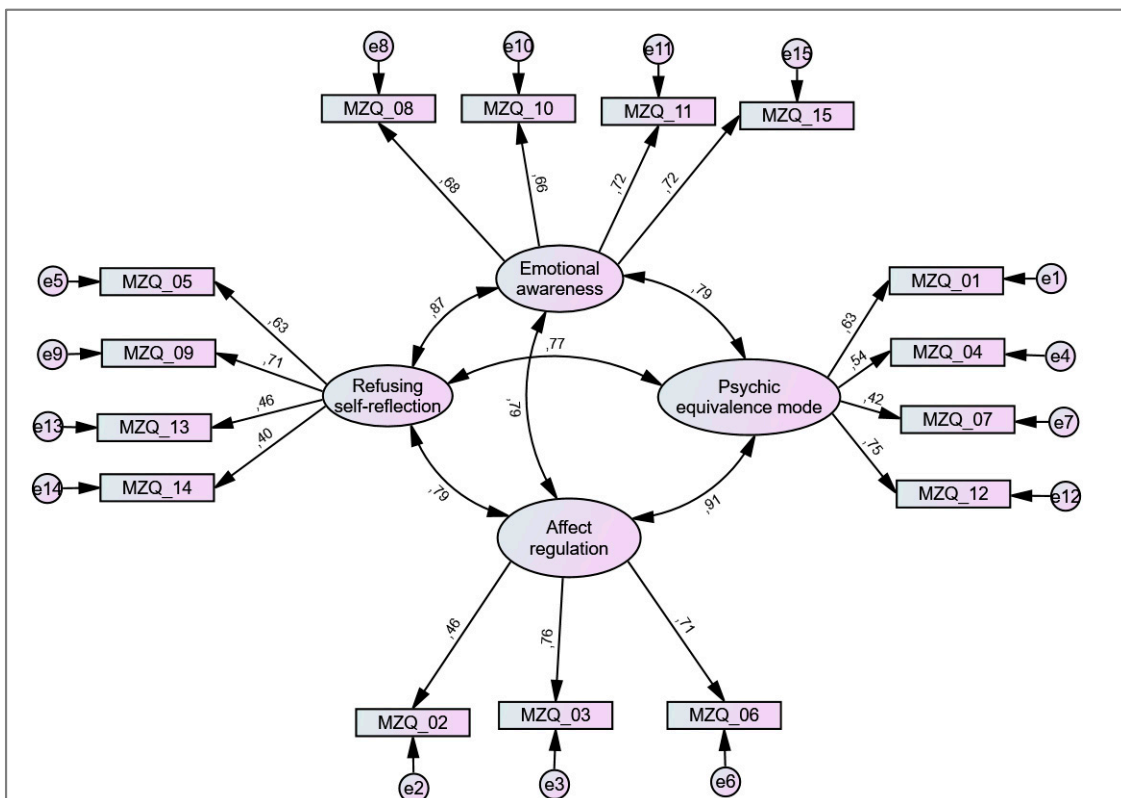 e8
e10
e11
e15
MZQ_08
MZQ_10
MZQ_11
MZQ_15
,68
,66
,72
,72
Emotional
awareness
e5
MZQ_05
e9
MZQ_09
e13
MZQ_13
e14
MZQ_14
,63
,71
,46
,40
Refusing
self-reflection
,87
,79
,77
,79
,79
,91
Psychic
equivalence mode
,63
,54
,42
,75
MZQ_01
e1
MZQ_04
e4
MZQ_07
e7
MZQ_12
e12
Affect
regulation
,46
,76
,71
MZQ_02
MZQ_03
MZQ_06
e2
e3
e6